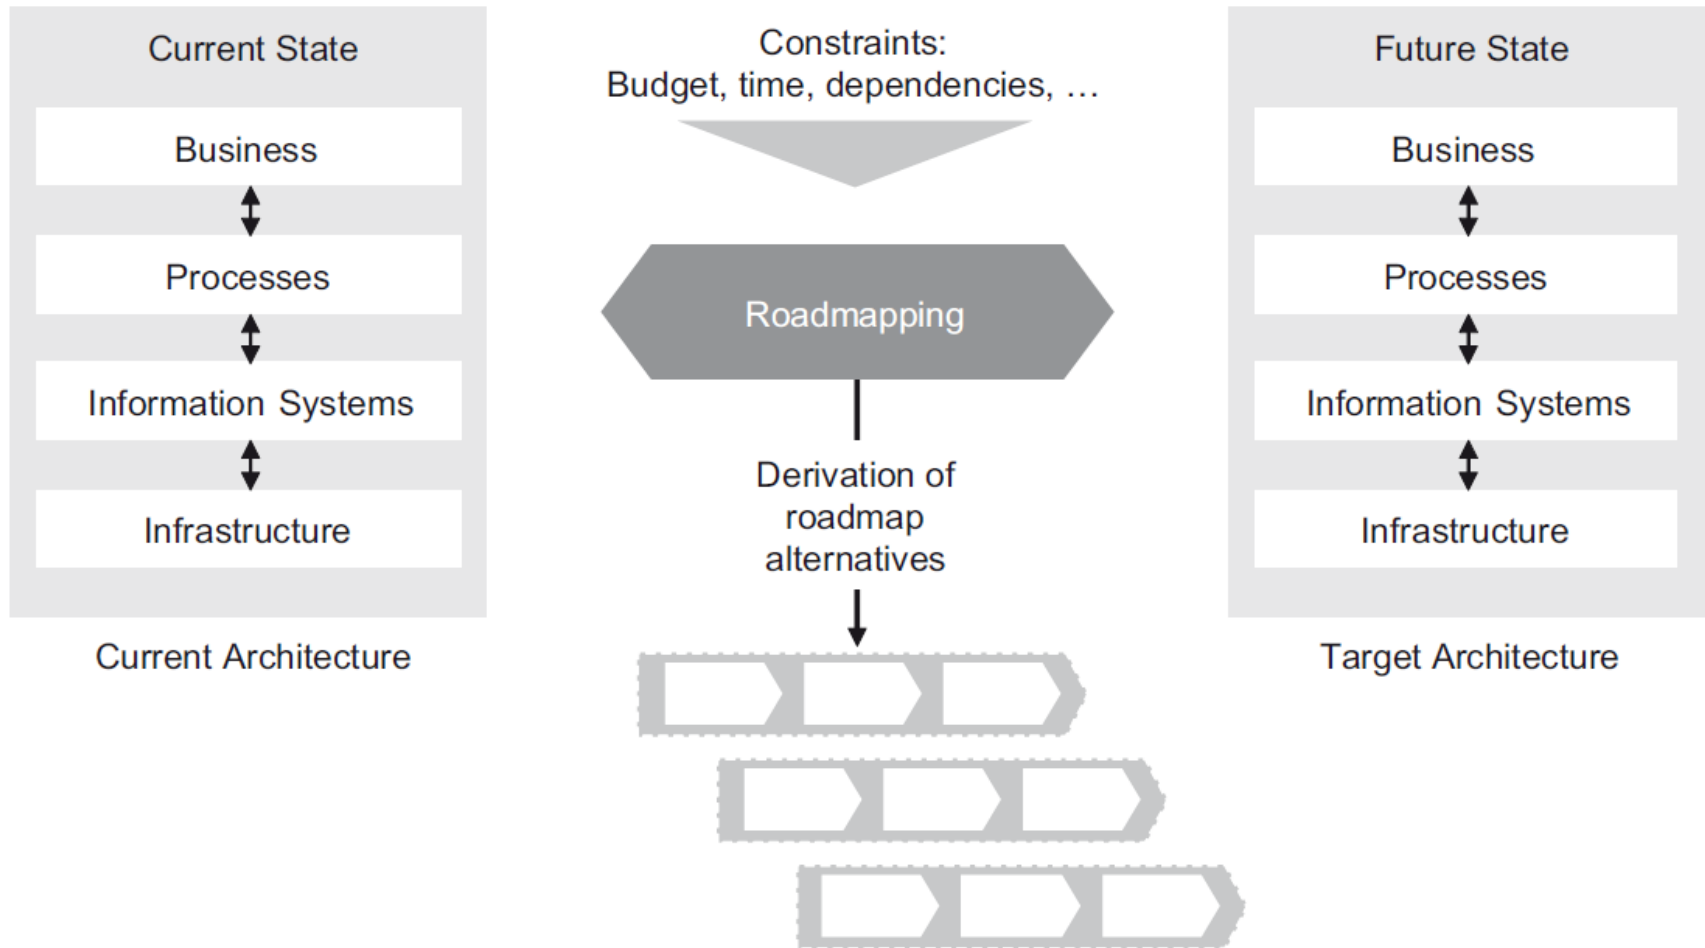 Current State
Business
Processes
Information Systems
Infrastructure
Current Architecture
Constraints:
Budget, time, dependencies, …
Roadmapping
Derivation of
roadmap
alternatives
Future State
Business
Processes
Information Systems
Infrastructure
Target Architecture